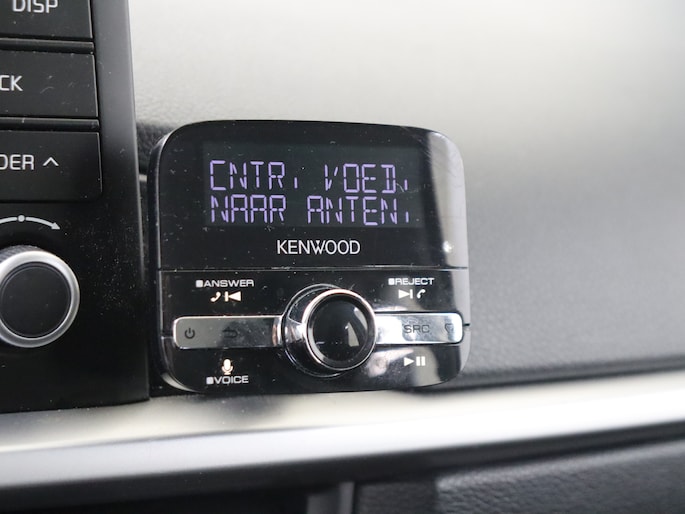 DISP
CK
DER ^
CNTR. VOED.
NAAR ANTEN.
KENWOOD
ANSWER
REJECT
SRC
VOICE